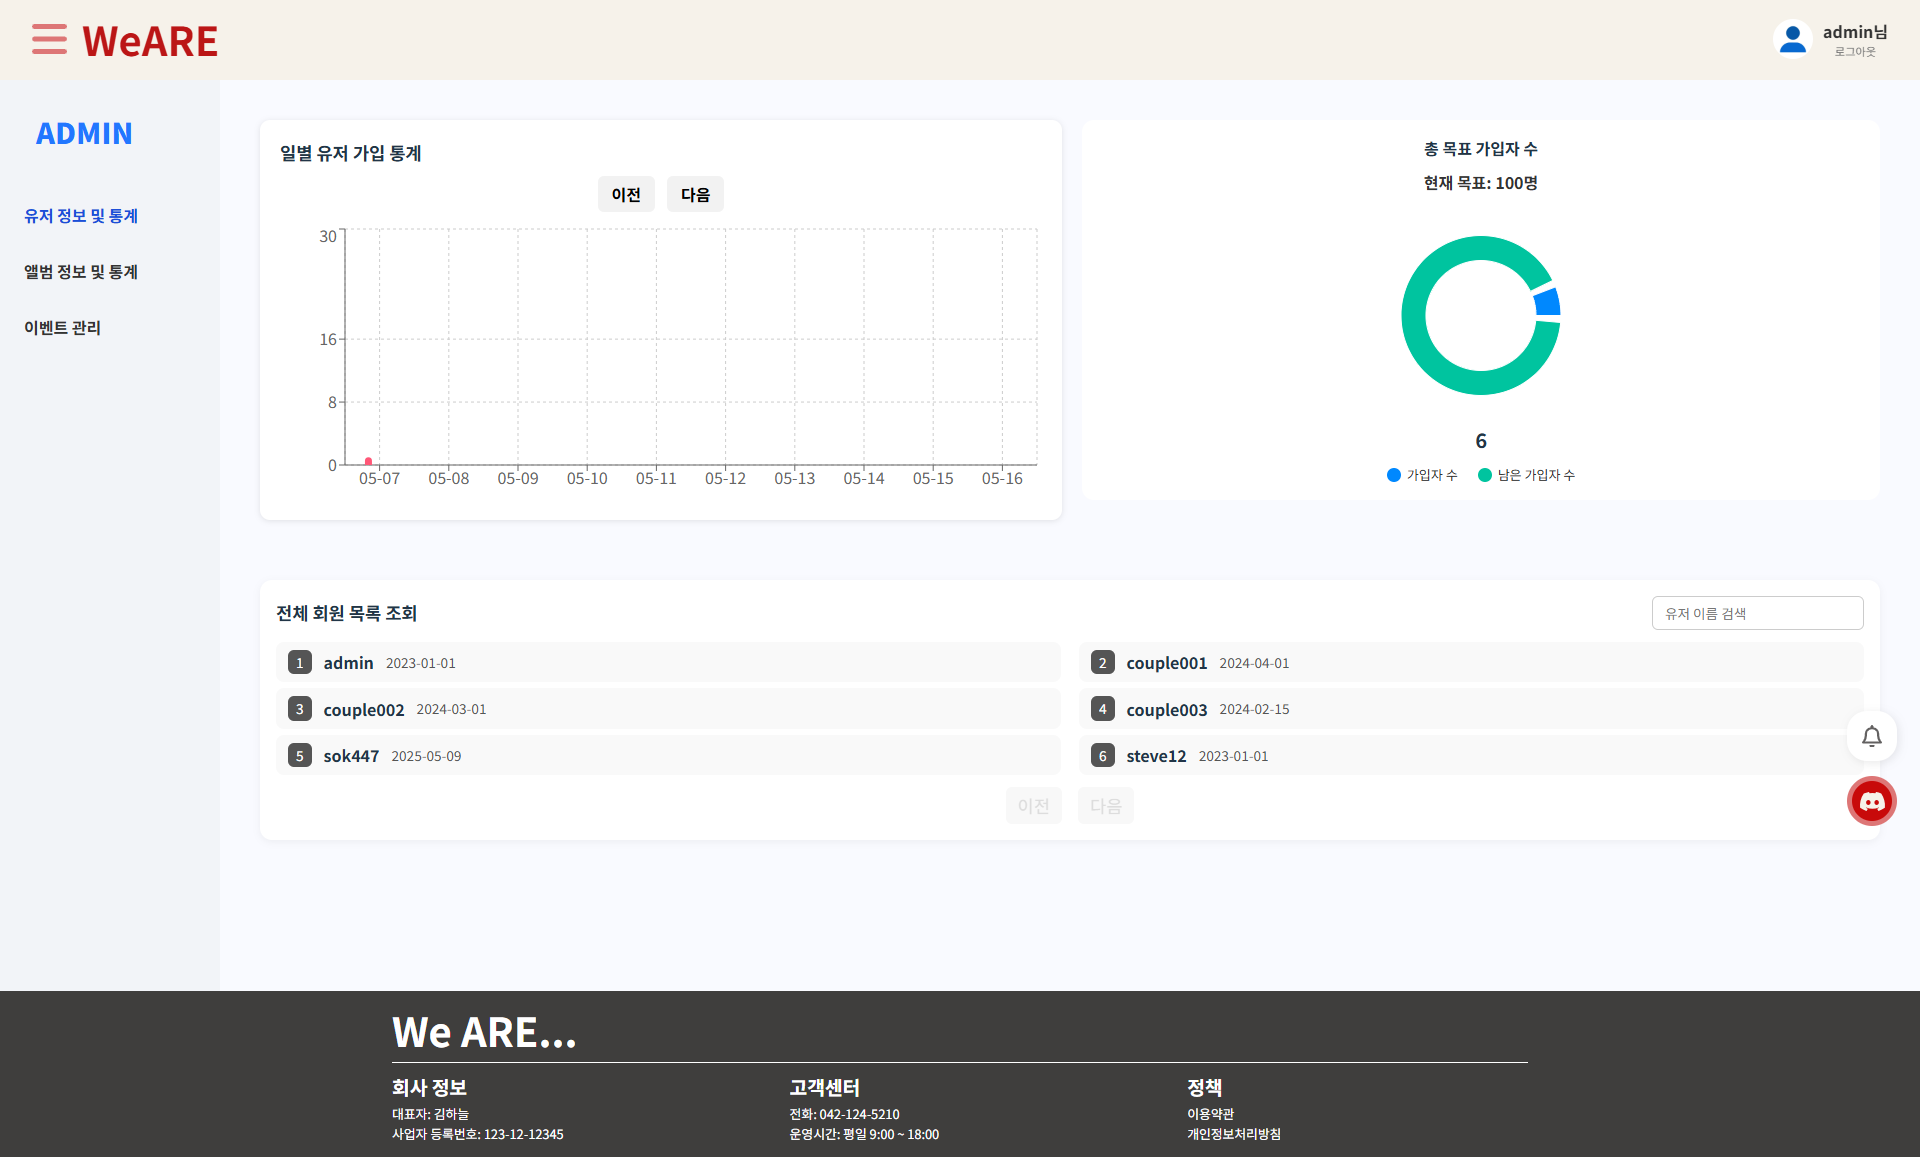 WeARE
admin님
로그아웃
ADMIN
유저 정보 및 통계
앨범 정보 및 통계
이벤트 관리
일별 유저 가입 통계
이전 다음
30
16
8
0
05-07 05-08 05-09 05-10 05-11 05-12 05-13 05-14 05-15 05-16
총 목표 가입자 수
현재 목표: 100명
6
가입자 수 남은 가입자 수
전체 회원 목록 조회
유저 이름 검색
1 admin 2023-01-01
2 couple001 2024-04-01
3 couple002 2024-03-01
4 couple003 2024-02-15
5 sok447 2025-05-09
6 steve12 2023-01-01
이전 다음
We ARE...
회사 정보
대표자: 김하늘
사업자 등록번호: 123-12-12345
고객센터
전화: 042-124-5210
운영시간: 평일 9:00 ~ 18:00
정책
이용약관
개인정보처리방침